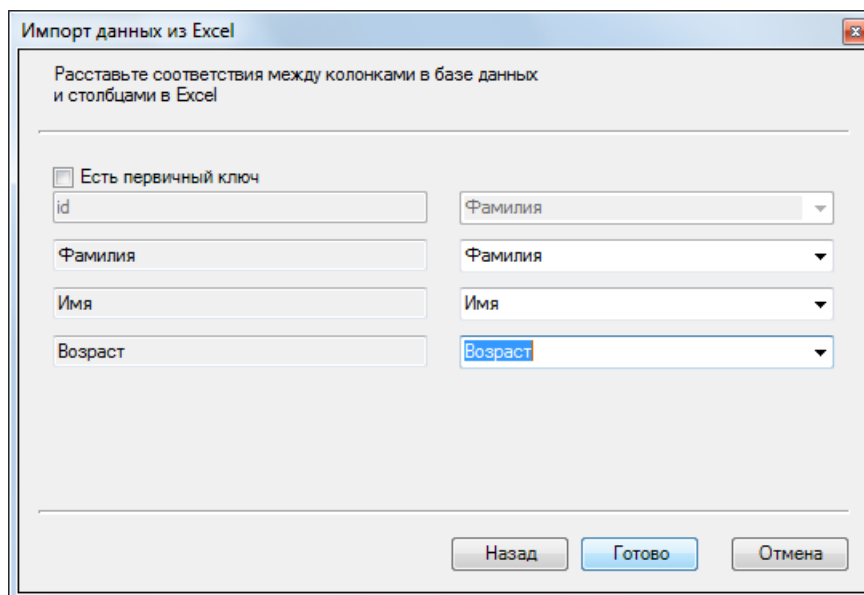 Импорт данных из Excel
Расставьте соответствия между колонками в базе данных
и столбцами в Excel
Есть первичный ключ
id Фамилия
Фамилия Фамилия
Имя Имя
Возраст Возраст
Назад Готово Отмена